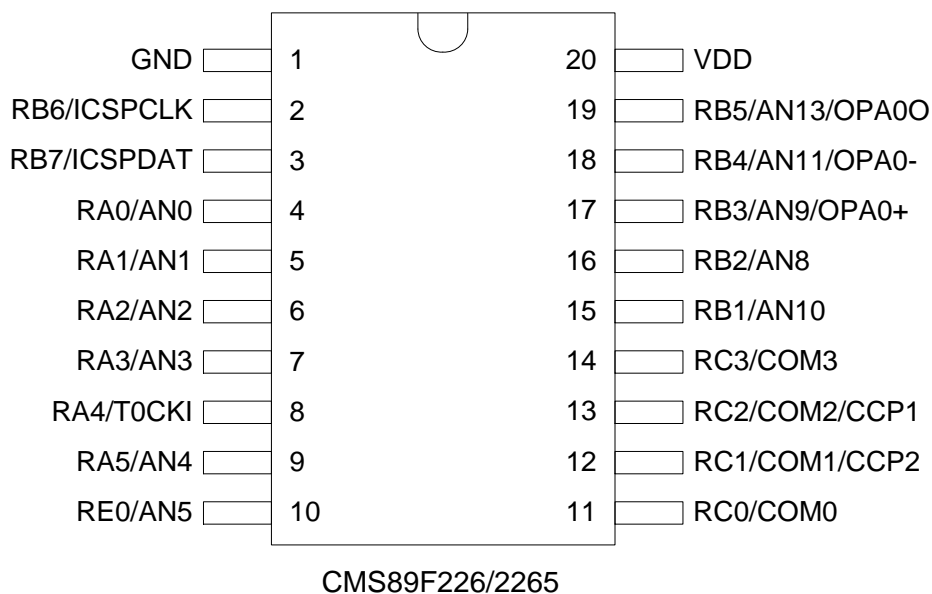 GND 1 20 VDD
RB6/ICSPCLK 2 19 RB5/AN13/OPA0O
RB7/ICSPDAT 3 18 RB4/AN11/OPA0-
RA0/AN0 4 17 RB3/AN9/OPA0+
RA1/AN1 5 16 RB2/AN8
RA2/AN2 6 15 RB1/AN10
RA3/AN3 7 14 RC3/COM3
RA4/T0CKI 8 13 RC2/COM2/CCP1
RA5/AN4 9 12 RC1/COM1/CCP2
RE0/AN5 10 11 RC0/COM0
CMS89F226/2265